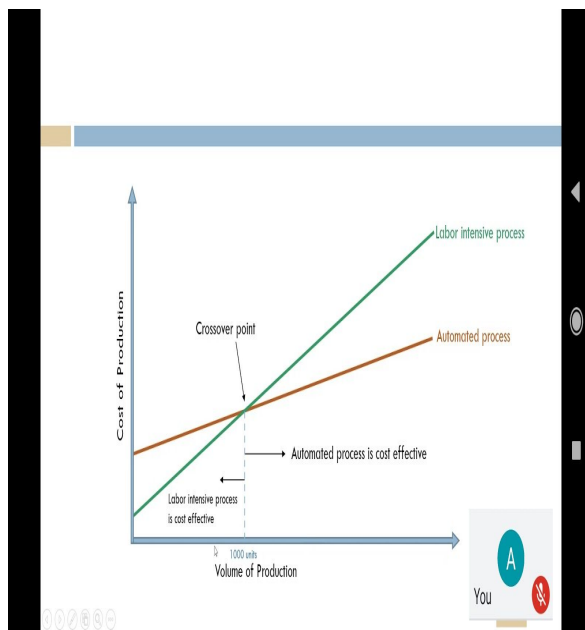 Labor intensive process
Crossover point
Automated process
Cost of Production
Automated process is cost effective
Labor intensive process
is cost effective
1000 units
Volume of Production
A
You